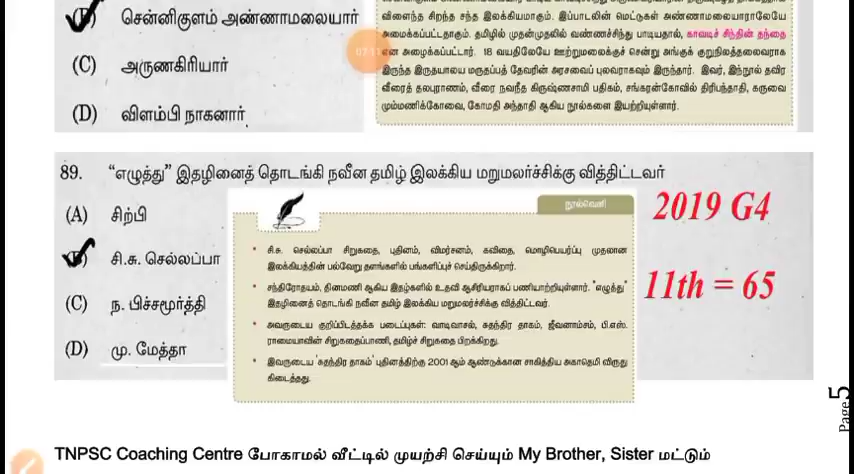 (B) சென்னிகுளம் அண்ணாமலையார்
(C) அருணகிரியார்
(D) விளம்பி நாகனார்
விளைந்த சிறந்த சந்த இலக்கியமாகும். இப்பாடலின் மெட்டுகள் அண்ணாமலையாராலேயே
அமைக்கப்பட்டதாகும். தமிழில் முதன்முதலில் வண்ணச்சிந்து பாடியதால், காவடிச் சிந்தின் தந்தை
என அழைக்கப்பட்டார். 18 வயதிலேயே ஊற்றுமலைக்குச் சென்று அங்குக் குறுநிலத்தலைவராக
இருந்த இருதயாலய மருதப்பத் தேவரின் அரசவைப் புலவராகவும் இருந்தார். இவர், இந்நூல் தவிர
வீரைத் தலபுராணம், வீரை நவநீத கிருஷ்ணசாமி பதிகம், சங்கரன்கோவில் திரிபந்தாதி, கருவை
மும்மணிக்கோவை, கோமதி அந்தாதி ஆகிய நூல்களை இயற்றியுள்ளார்.
89. “எழுத்து” இதழினைத் தொடங்கி நவீன தமிழ் இலக்கிய மறுமலர்ச்சிக்கு வித்திட்டவர்
(A) சிற்பி
சி.சு. செல்லப்பா
(C) ந. பிச்சமூர்த்தி
(D) மு. மேத்தா
நூல்வெளி
• சி.சு. செல்லப்பா சிறுகதை, புதினம், விமர்சனம், கவிதை, மொழிபெயர்ப்பு முதலான
இலக்கியத்தின் பல்வேறு தளங்களில் பங்களிப்புச் செய்திருக்கிறார்.
• சந்திரோதயம், தினமணி ஆகிய இதழ்களில் உதவி ஆசிரியராகப் பணியாற்றியுள்ளார். "எழுத்து"
இதழினைத் தொடங்கி நவீன தமிழ் இலக்கிய மறுமலர்ச்சிக்கு வித்திட்டவர்.
• அவருடைய குறிப்பிடத்தக்க படைப்புகள்: வாடிவாசல், சுதந்திர தாகம், ஜீவனாம்சம், பி.எஸ்.
ராமையாவின் சிறுகதைப்பாணி, தமிழ்ச் சிறுகதை பிறக்கிறது.
• இவருடைய 'சுதந்திர தாகம்' புதினத்திற்கு 2001 ஆம் ஆண்டுக்கான சாகித்திய அகாதெமி விருது
கிடைத்தது.
2019 G4
11th = 65
Page 5
TNPSC Coaching Centre போகாமல் வீட்டில் முயற்சி செய்யும் My Brother, Sister மட்டும்